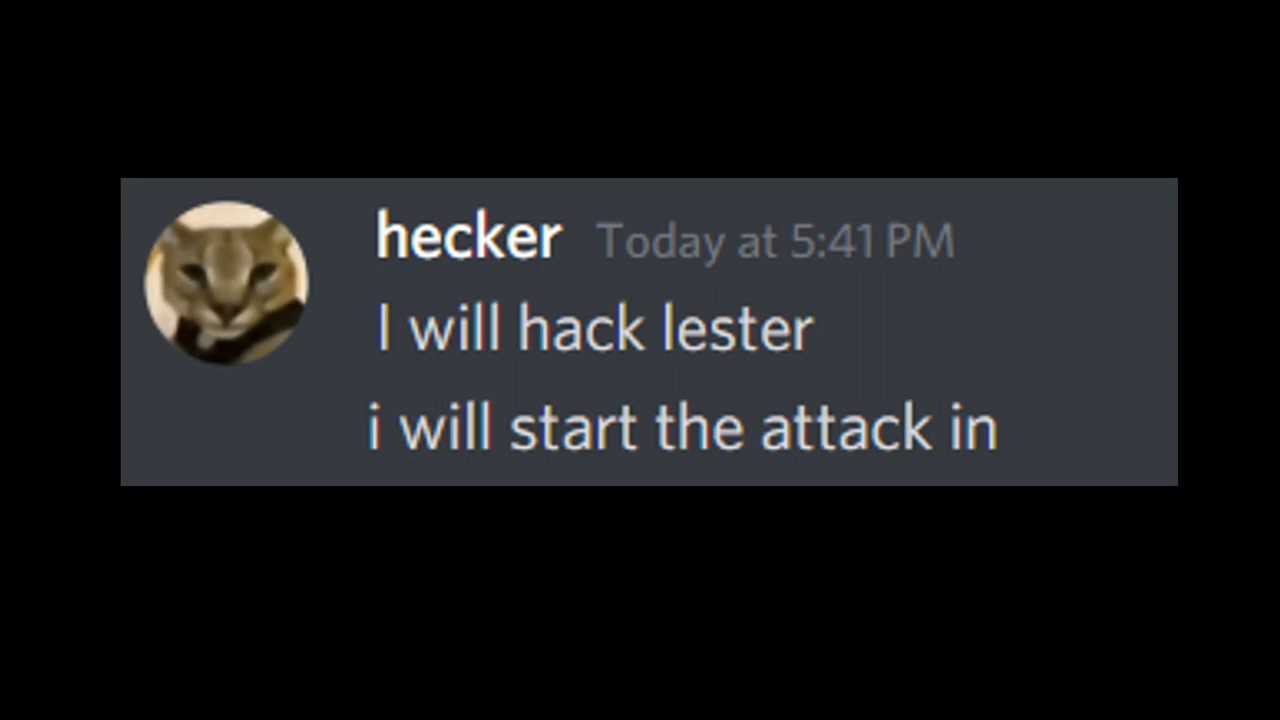 hecker Today at 5:41 PM
I will hack lester
i will start the attack in